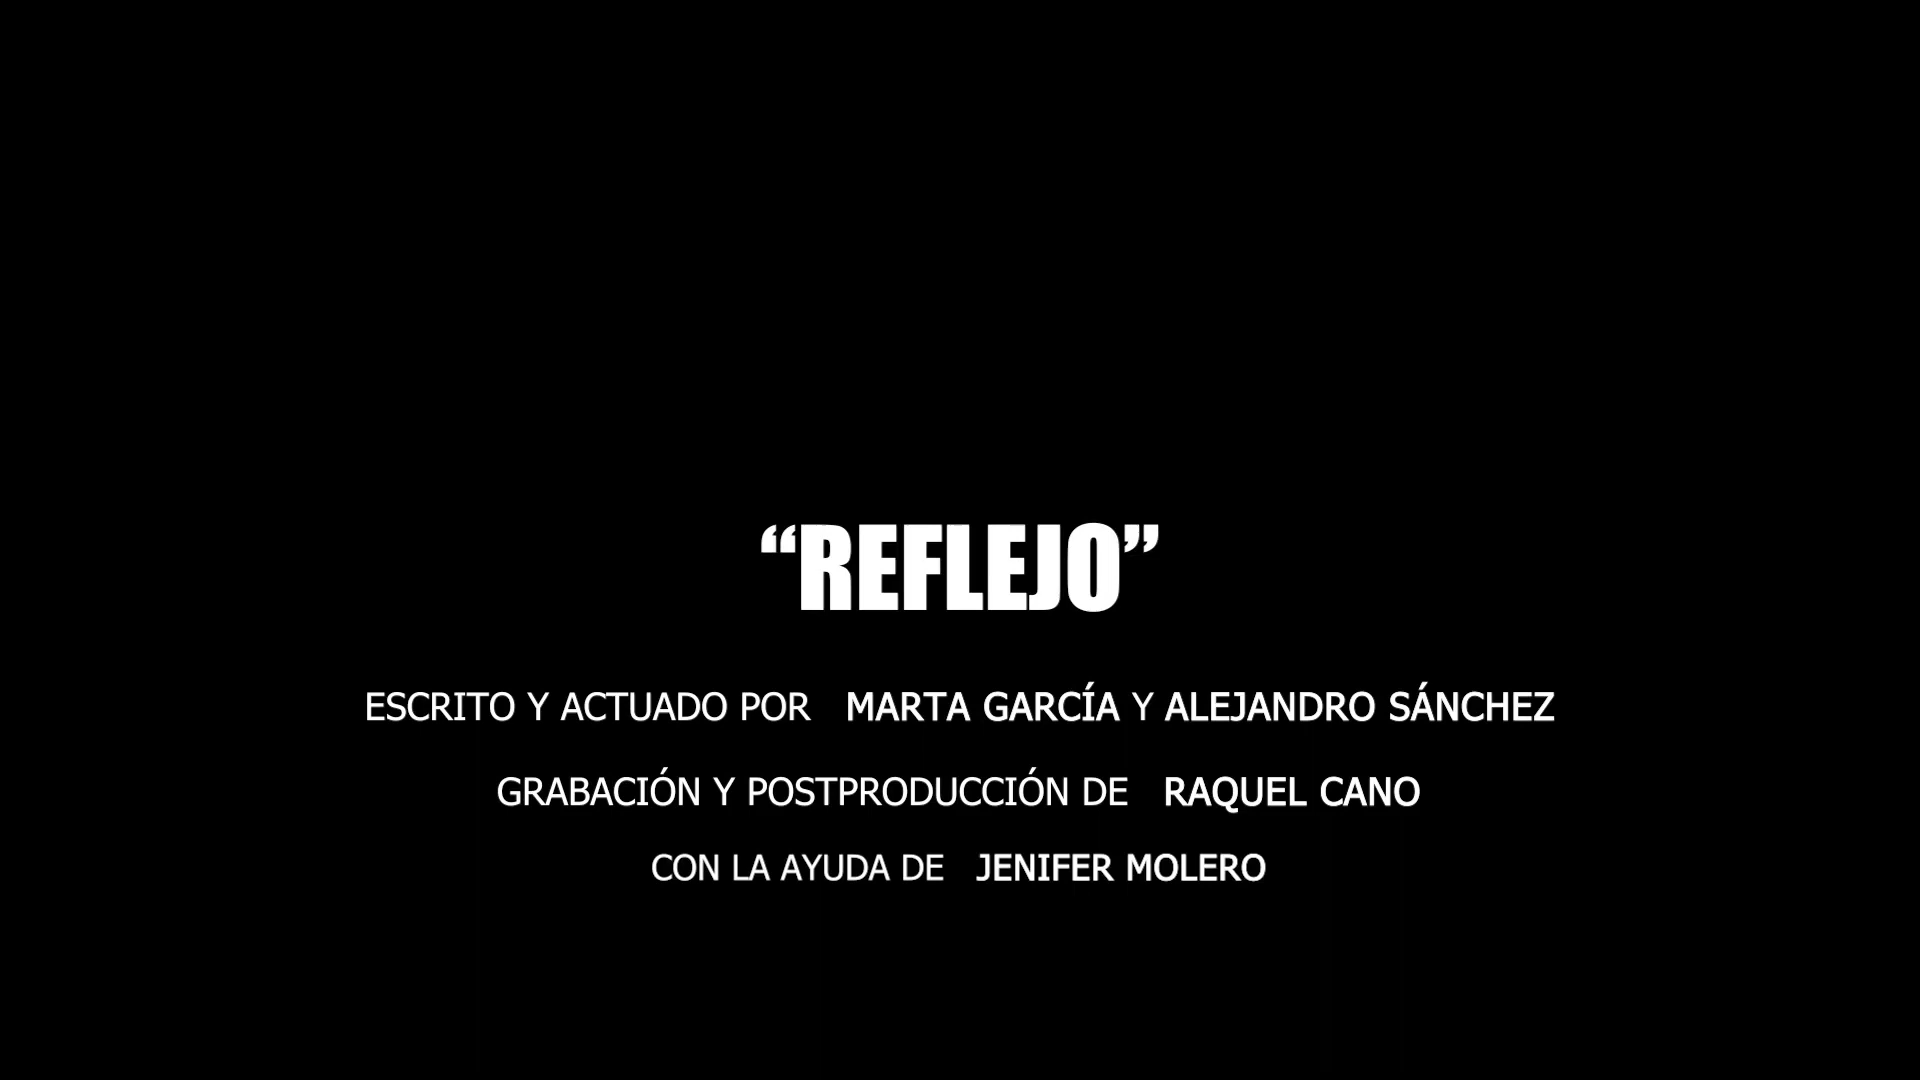 “REFLEJO”
ESCRITO Y ACTUADO POR MARTA GARCÍA Y ALEJANDRO SÁNCHEZ
GRABACIÓN Y POSTPRODUCCIÓN DE RAQUEL CANO
CON LA AYUDA DE JENIFER MOLERO